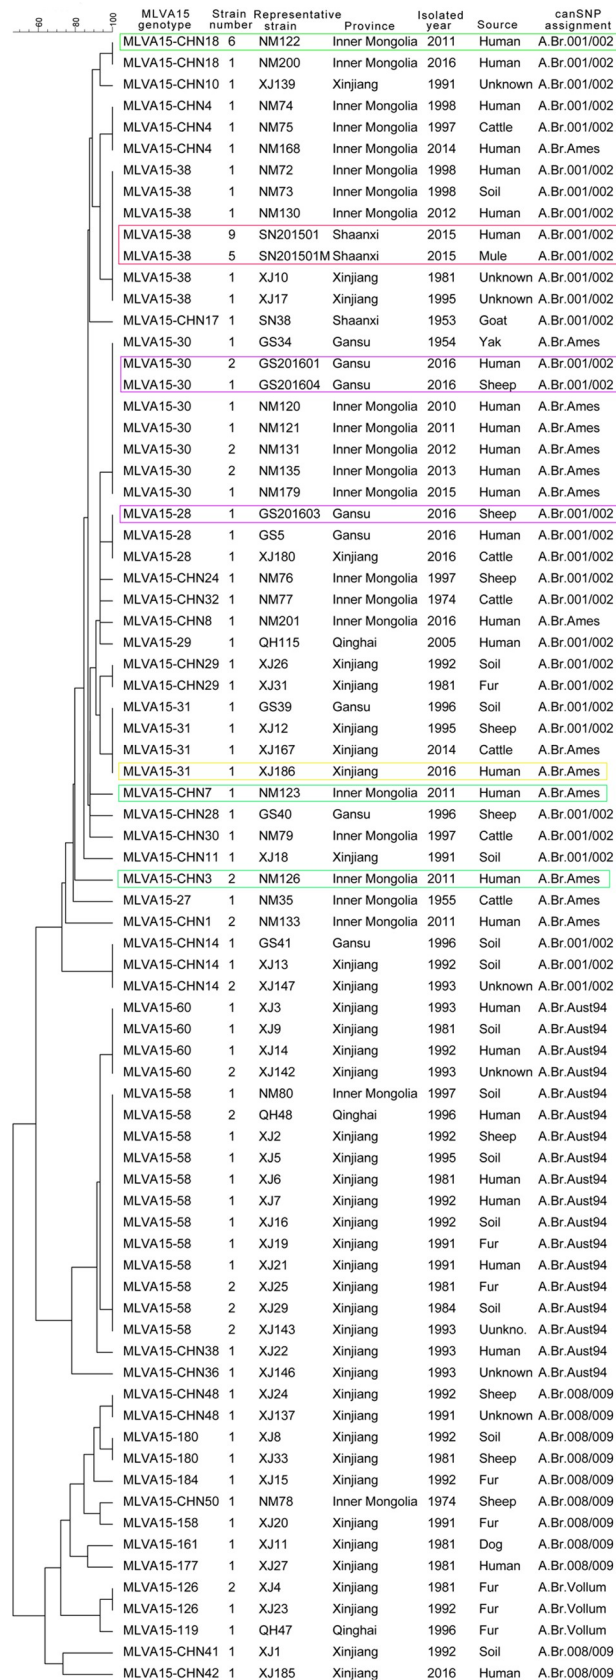 100 80 60 MLVA15 genotype Strain number Representative strain Province Isolated year Source canSNP assignment
MLVA15-CHN18 6 NM122 Inner Mongolia 2011 Human A.Br.001/002
MLVA15-CHN18 1 NM200 Inner Mongolia 2016 Human A.Br.001/002
MLVA15-CHN10 1 XJ139 Xinjiang 1991 Unknown A.Br.001/002
MLVA15-CHN4 1 NM74 Inner Mongolia 1998 Human A.Br.001/002
MLVA15-CHN4 1 NM75 Inner Mongolia 1997 Cattle A.Br.001/002
MLVA15-CHN4 1 NM168 Inner Mongolia 2014 Human A.Br.Ames
MLVA15-38 1 NM72 Inner Mongolia 1998 Human A.Br.001/002
MLVA15-38 1 NM73 Inner Mongolia 1998 Soil A.Br.001/002
MLVA15-38 1 NM130 Inner Mongolia 2012 Human A.Br.001/002
MLVA15-38 9 SN201501 Shaanxi 2015 Human A.Br.001/002
MLVA15-38 5 SN201501M Shaanxi 2015 Mule A.Br.001/002
MLVA15-38 1 XJ10 Xinjiang 1981 Unknown A.Br.001/002
MLVA15-38 1 XJ17 Xinjiang 1995 Unknown A.Br.001/002
MLVA15-CHN17 1 SN38 Shaanxi 1953 Goat A.Br.001/002
MLVA15-30 1 GS34 Gansu 1954 Yak A.Br.Ames
MLVA15-30 2 GS201601 Gansu 2016 Human A.Br.001/002
MLVA15-30 1 GS201604 Gansu 2016 Sheep A.Br.001/002
MLVA15-30 1 NM120 Inner Mongolia 2010 Human A.Br.Ames
MLVA15-30 1 NM121 Inner Mongolia 2011 Human A.Br.Ames
MLVA15-30 2 NM131 Inner Mongolia 2012 Human A.Br.Ames
MLVA15-30 2 NM135 Inner Mongolia 2013 Human A.Br.Ames
MLVA15-30 1 NM179 Inner Mongolia 2015 Human A.Br.Ames
MLVA15-28 1 GS201603 Gansu 2016 Sheep A.Br.001/002
MLVA15-28 1 GS5 Gansu 2016 Human A.Br.001/002
MLVA15-28 1 XJ180 Xinjiang 2016 Cattle A.Br.001/002
MLVA15-CHN24 1 NM76 Inner Mongolia 1997 Sheep A.Br.001/002
MLVA15-CHN32 1 NM77 Inner Mongolia 1974 Cattle A.Br.001/002
MLVA15-CHN8 1 NM201 Inner Mongolia 2016 Human A.Br.Ames
MLVA15-29 1 QH115 Qinghai 2005 Human A.Br.001/002
MLVA15-CHN29 1 XJ26 Xinjiang 1992 Soil A.Br.001/002
MLVA15-CHN29 1 XJ31 Xinjiang 1981 Fur A.Br.001/002
MLVA15-31 1 GS39 Gansu 1996 Soil A.Br.001/002
MLVA15-31 1 XJ12 Xinjiang 1995 Sheep A.Br.001/002
MLVA15-31 1 XJ167 Xinjiang 2014 Cattle A.Br.Ames
MLVA15-31 1 XJ186 Xinjiang 2016 Human A.Br.Ames
MLVA15-CHN7 1 NM123 Inner Mongolia 2011 Human A.Br.Ames
MLVA15-CHN28 1 GS40 Gansu 1996 Sheep A.Br.001/002
MLVA15-CHN30 1 NM79 Inner Mongolia 1997 Cattle A.Br.001/002
MLVA15-CHN11 1 XJ18 Xinjiang 1991 Soil A.Br.001/002
MLVA15-CHN3 2 NM126 Inner Mongolia 2011 Human A.Br.Ames
MLVA15-27 1 NM35 Inner Mongolia 1955 Cattle A.Br.Ames
MLVA15-CHN1 2 NM133 Inner Mongolia 2011 Human A.Br.Ames
MLVA15-CHN14 1 GS41 Gansu 1996 Soil A.Br.001/002
MLVA15-CHN14 1 XJ13 Xinjiang 1992 Soil A.Br.001/002
MLVA15-CHN14 2 XJ147 Xinjiang 1993 Unknown A.Br.001/002
MLVA15-60 1 XJ3 Xinjiang 1993 Human A.Br.Aust94
MLVA15-60 1 XJ9 Xinjiang 1981 Soil A.Br.Aust94
MLVA15-60 1 XJ14 Xinjiang 1992 Human A.Br.Aust94
MLVA15-60 2 XJ142 Xinjiang 1993 Unknown A.Br.Aust94
MLVA15-58 1 NM80 Inner Mongolia 1997 Soil A.Br.Aust94
MLVA15-58 2 QH48 Qinghai 1996 Human A.Br.Aust94
MLVA15-58 1 XJ2 Xinjiang 1992 Sheep A.Br.Aust94
MLVA15-58 1 XJ5 Xinjiang 1995 Soil A.Br.Aust94
MLVA15-58 1 XJ6 Xinjiang 1981 Human A.Br.Aust94
MLVA15-58 1 XJ7 Xinjiang 1992 Human A.Br.Aust94
MLVA15-58 1 XJ16 Xinjiang 1992 Soil A.Br.Aust94
MLVA15-58 1 XJ19 Xinjiang 1991 Fur A.Br.Aust94
MLVA15-58 1 XJ21 Xinjiang 1991 Human A.Br.Aust94
MLVA15-58 2 XJ25 Xinjiang 1981 Fur A.Br.Aust94
MLVA15-58 2 XJ29 Xinjiang 1984 Soil A.Br.Aust94
MLVA15-58 2 XJ143 Xinjiang 1993 Uunkno. A.Br.Aust94
MLVA15-CHN38 1 XJ22 Xinjiang 1993 Human A.Br.Aust94
MLVA15-CHN36 1 XJ146 Xinjiang 1993 Unknown A.Br.Aust94
MLVA15-CHN48 1 XJ24 Xinjiang 1992 Sheep A.Br.008/009
MLVA15-CHN48 1 XJ137 Xinjiang 1991 Unknown A.Br.008/009
MLVA15-180 1 XJ8 Xinjiang 1992 Soil A.Br.008/009
MLVA15-180 1 XJ33 Xinjiang 1981 Sheep A.Br.008/009
MLVA15-184 1 XJ15 Xinjiang 1992 Fur A.Br.008/009
MLVA15-CHN50 1 NM78 Inner Mongolia 1974 Sheep A.Br.008/009
MLVA15-158 1 XJ20 Xinjiang 1991 Fur A.Br.008/009
MLVA15-161 1 XJ11 Xinjiang 1981 Dog A.Br.008/009
MLVA15-177 1 XJ27 Xinjiang 1981 Human A.Br.008/009
MLVA15-126 2 XJ4 Xinjiang 1981 Fur A.Br.Vollum
MLVA15-126 1 XJ23 Xinjiang 1992 Fur A.Br.Vollum
MLVA15-119 1 QH47 Qinghai 1996 Fur A.Br.Vollum
MLVA15-CHN41 1 XJ1 Xinjiang 1992 Soil A.Br.008/009
MLVA15-CHN42 1 XJ185 Xinjiang 2016 Human A.Br.008/009